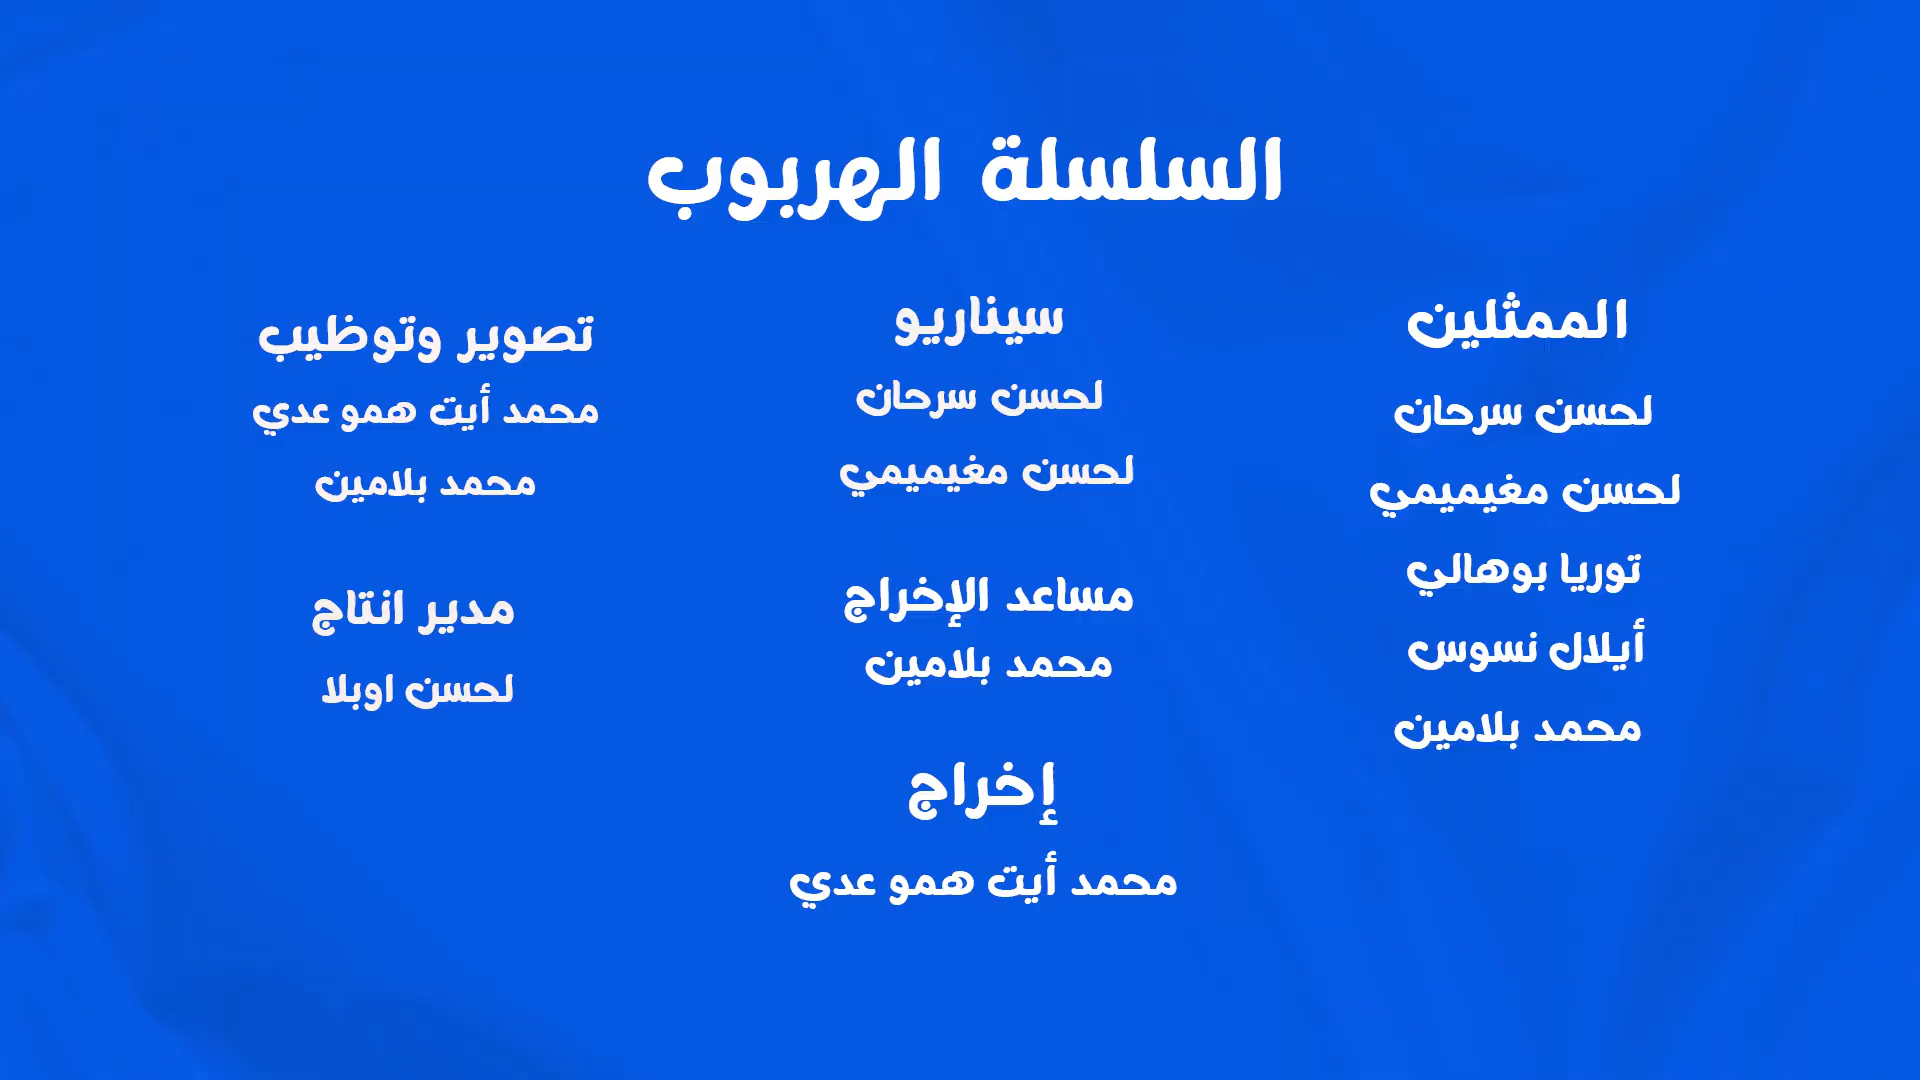 السلسلة الهربوب
الممثلين
لحسن سرحان
لحسن مغيميمي
توريا بوهالي
أيلال نسوس
محمد بلامين
سيناريو
لحسن سرحان
لحسن مغيميمي
مساعد الإخراج
محمد بلامين
إخراج
محمد أيت همو عدي
تصوير وتوظيب
محمد أيت همو عدي
محمد بلامين
مدير انتاج
لحسن اوبلا